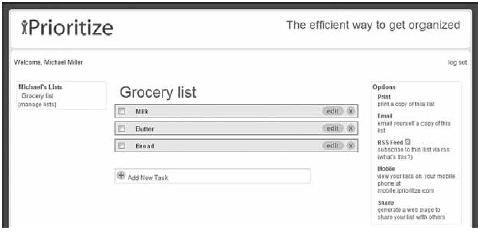 iPrioritize
The efficient way to get organized
Welcome, Michael Miller
log out
Michael's Lists
Grocery list
(manage lists)
Grocery list
Milk
edit
Butter
edit
Bread
edit
Add New Task
Options
Print
print a copy of this list
Email
email yourself a copy of this
list
RSS Feed
subscribe to this list via rss
(what's this?)
Mobile
view your lists on your mobile
phone at
mobile.iprioritize.com
Share
generate a web page to
share your list with others